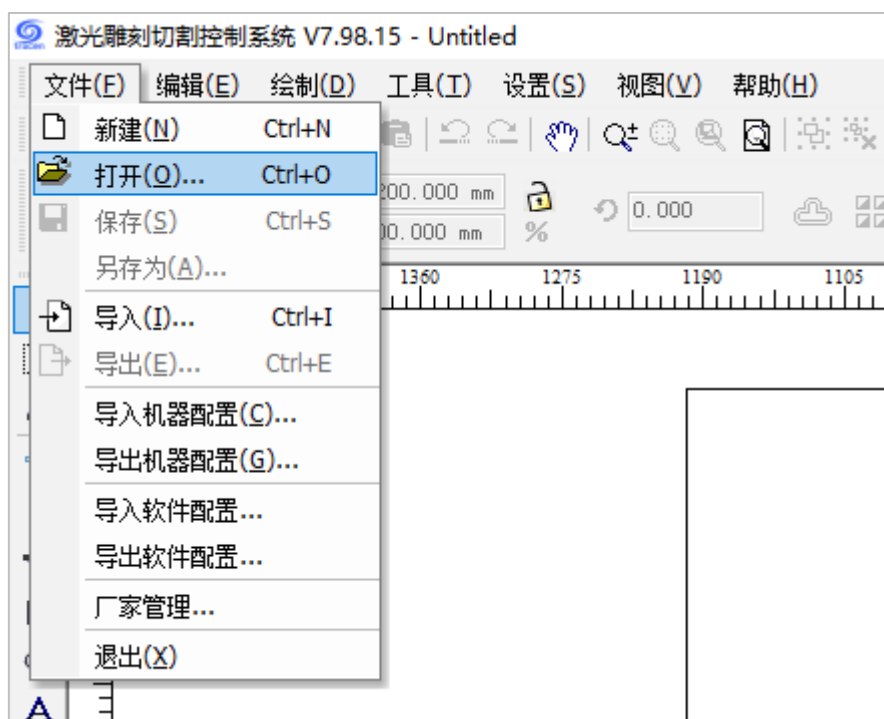 激光雕刻切割控制系统 V7.98.15 - Untitled
文件(F) 编辑(E) 绘制(D) 工具(T) 设置(S) 视图(V) 帮助(H)
新建(N) Ctrl+N
打开(O)... Ctrl+O
200.000 mm
0.000
保存(S) Ctrl+S
00.000 mm
%
另存为(A)...
1360 1275 1190 1105
导入(I)... Ctrl+I
导出(E)... Ctrl+E
导入机器配置(C)...
导出机器配置(G)...
导入软件配置...
导出软件配置...
厂家管理...
退出(X)
A